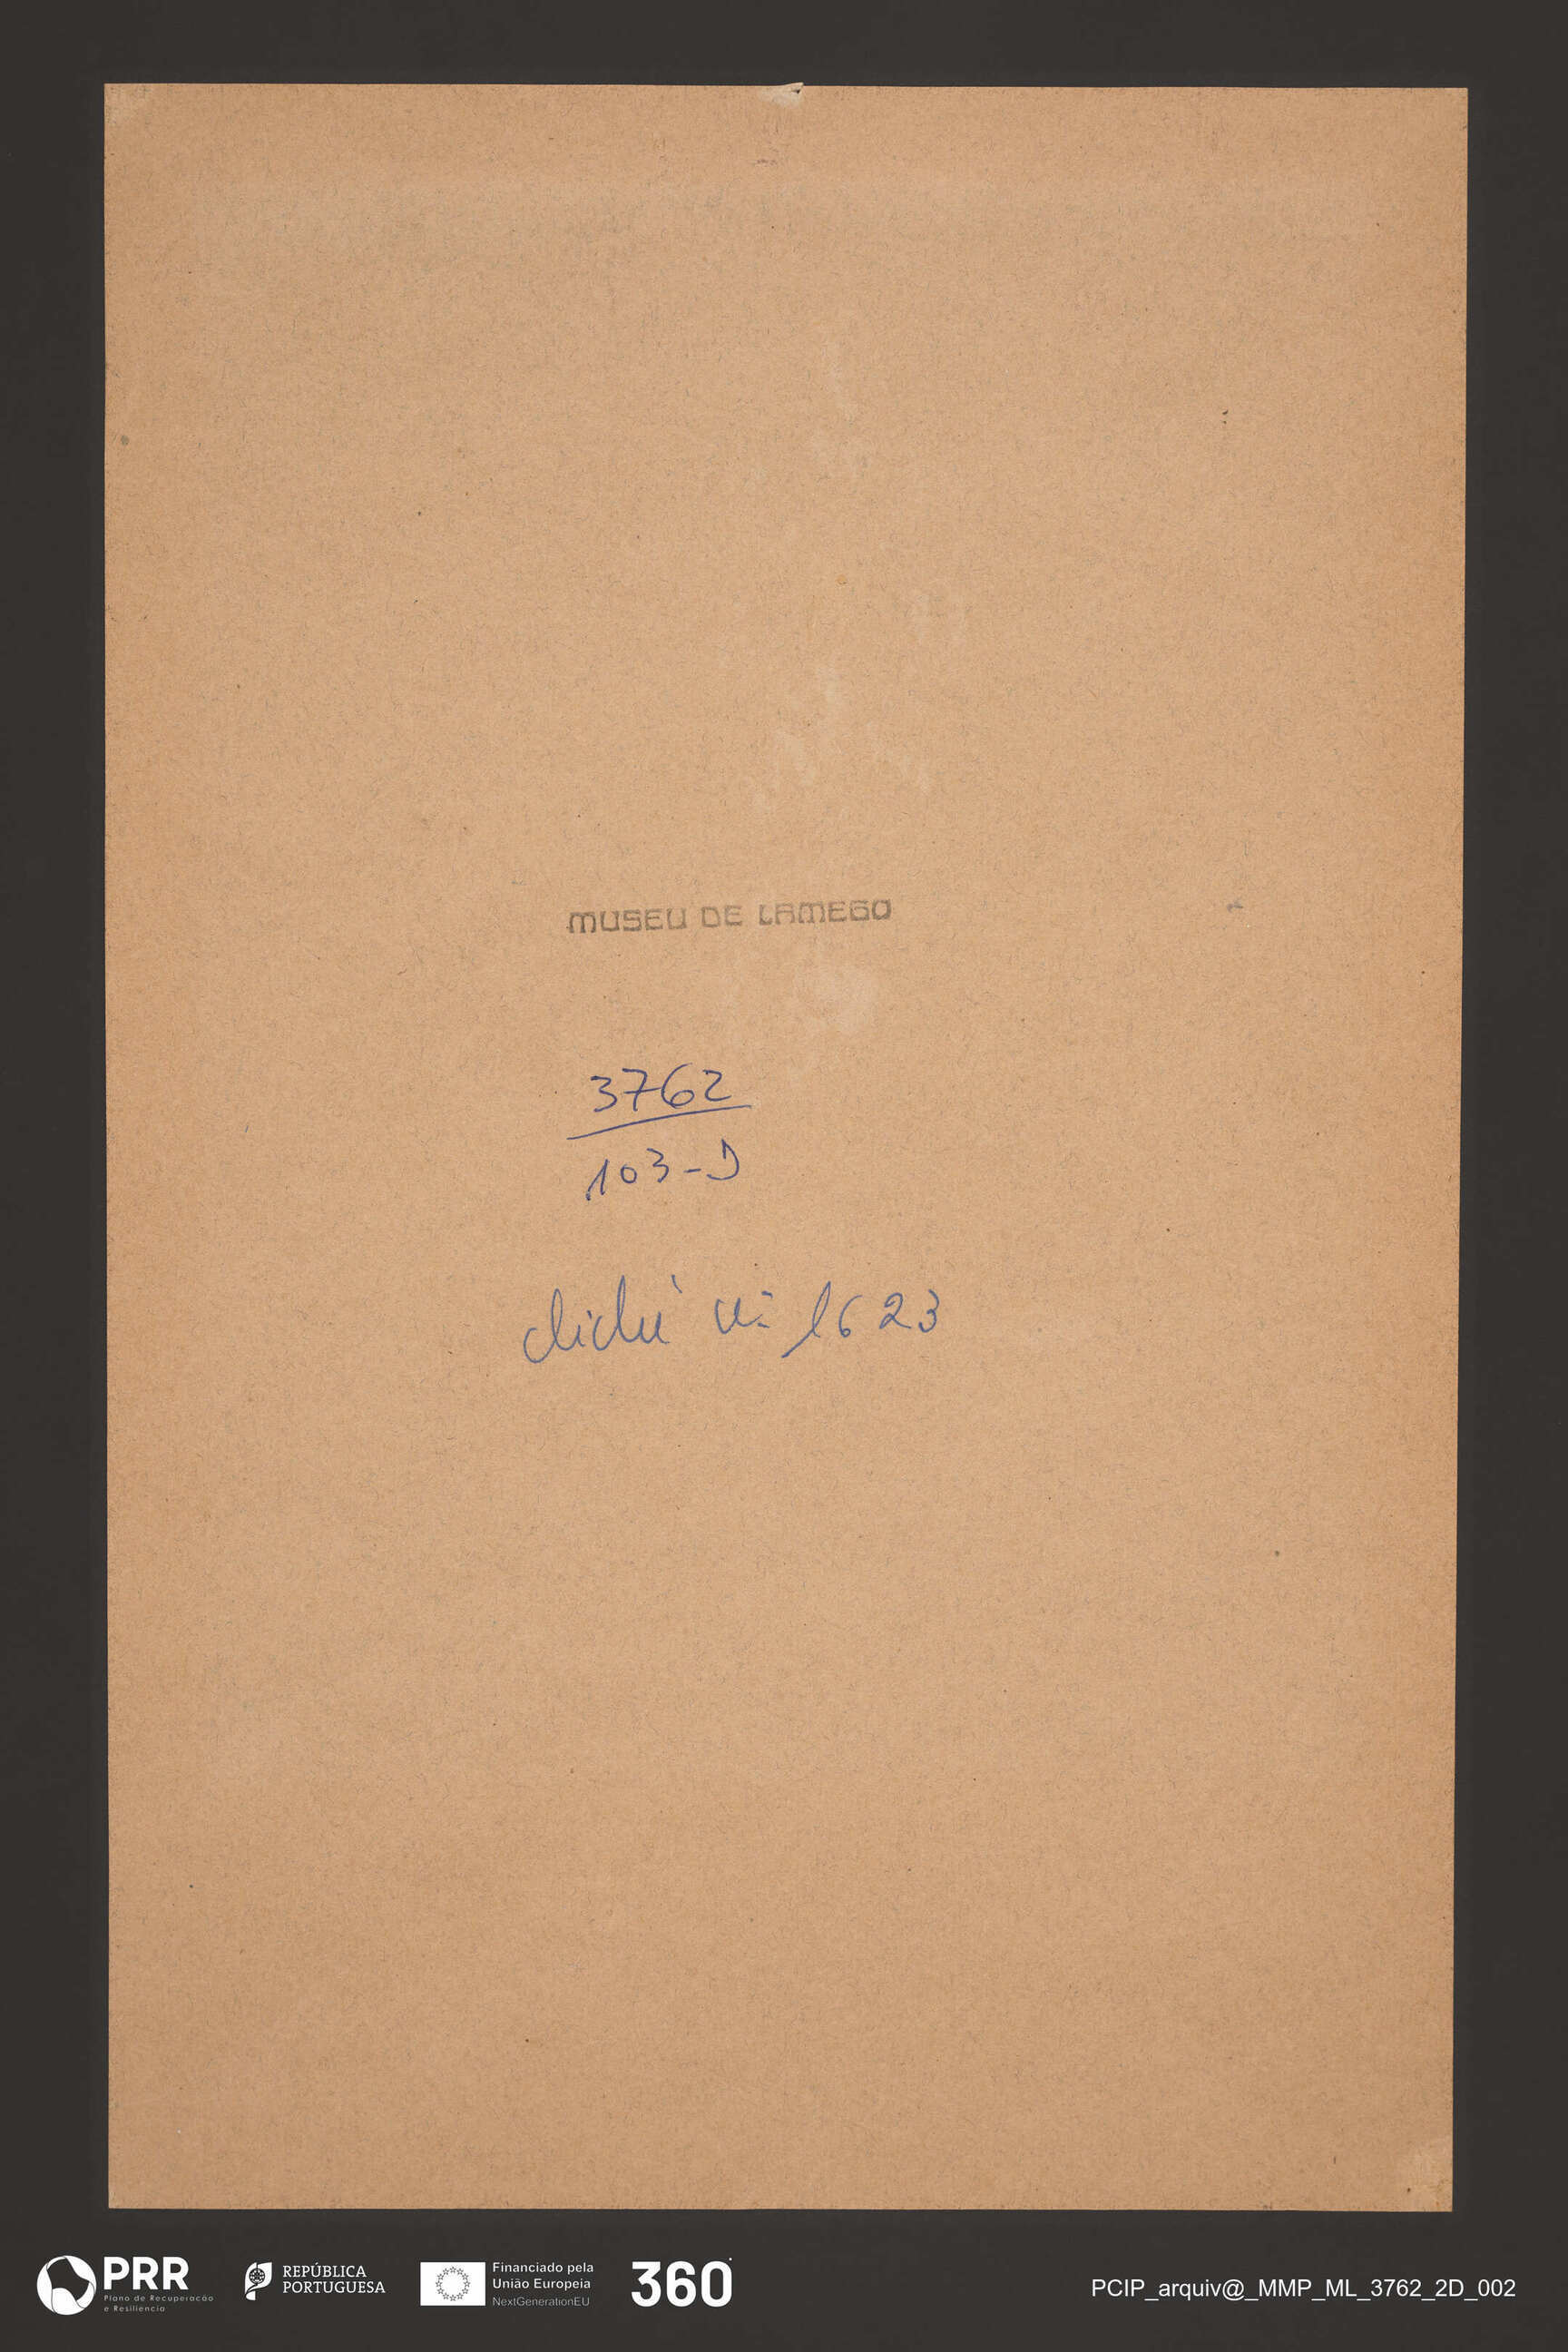 MUSEU DE LAMEGO
3762
103-D
cliché nº 1623
PRR
Plano de Recuperação
e Resiliência
REPÚBLICA
PORTUGUESA
Financiado pela
União Europeia
NextGenerationEU
360
PCIP_arquiv@_MMP_ML_3762_2D_002